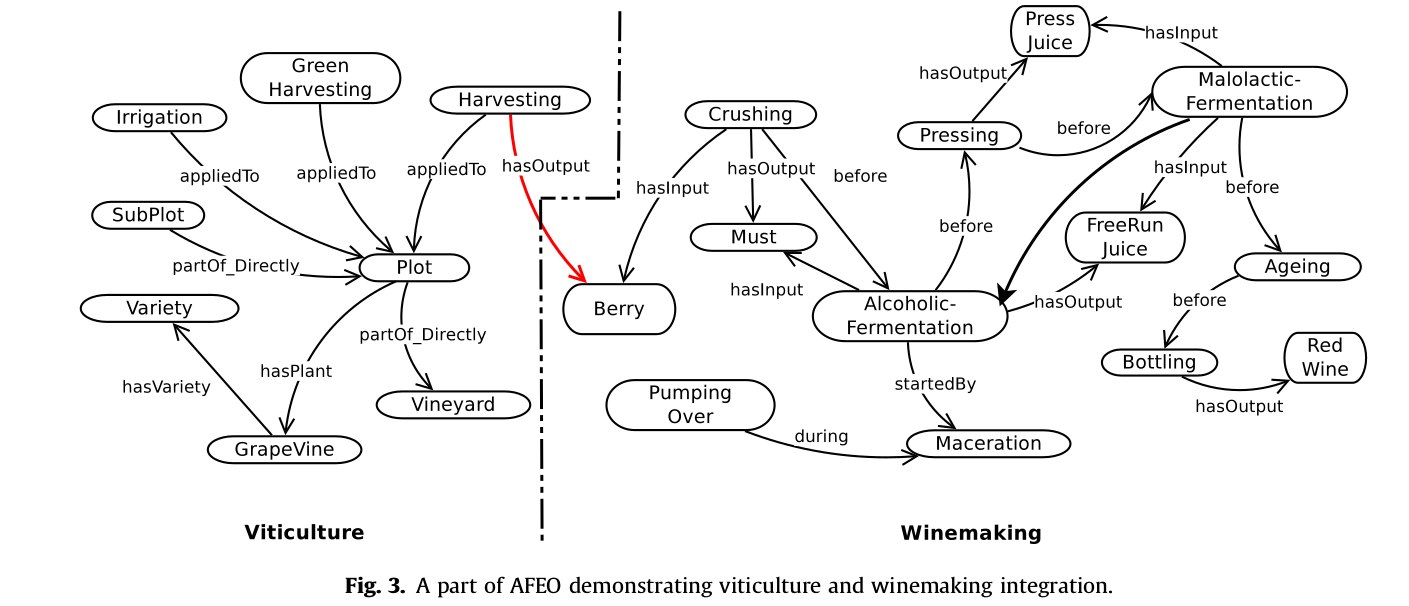 Press
Juice
hasInput
Green
Harvesting
hasOutput
Malolactic-
Fermentation
Harvesting
Irrigation
Crushing
Pressing
before
appliedTo
appliedTo
appliedTo
hasOutput
hasInput
hasOutput
before
hasInput
before
SubPlot
Must
before
FreeRun
Juice
partOf_Directly
Plot
Ageing
hasInput
Variety
Berry
Alcoholic-
Fermentation
hasOutput
before
partOf_Directly
hasPlant
hasVariety
Vineyard
startedBy
Bottling
Red
Wine
hasOutput
Pumping
Over
during
Maceration
GrapeVine
Viticulture
Winemaking
Fig. 3. A part of AFEO demonstrating viticulture and winemaking integration.